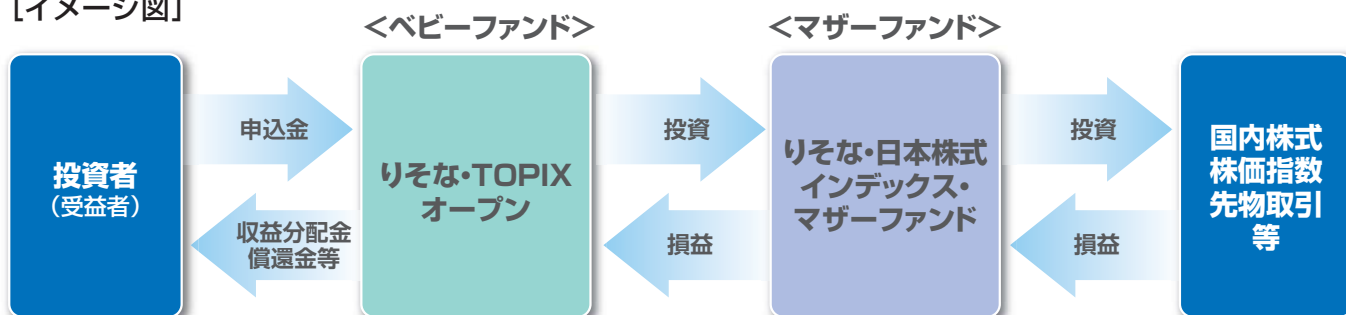 ［イメージ図］
＜ベビーファンド＞
＜マザーファンド＞
投資者
（受益者）
申込金
収益分配金
償還金等
りそな・TOPIX
オープン
投資
損益
りそな・日本株式
インデックス・
マザーファンド
投資
損益
国内株式
株価指数
先物取引
等